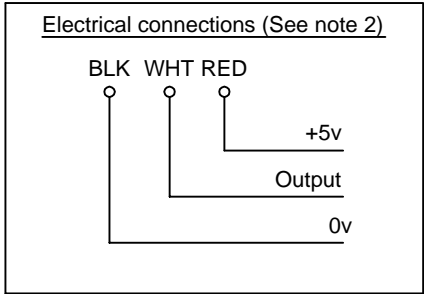 Electrical connections (See note 2)
BLK WHT RED
+5v
Output
0v